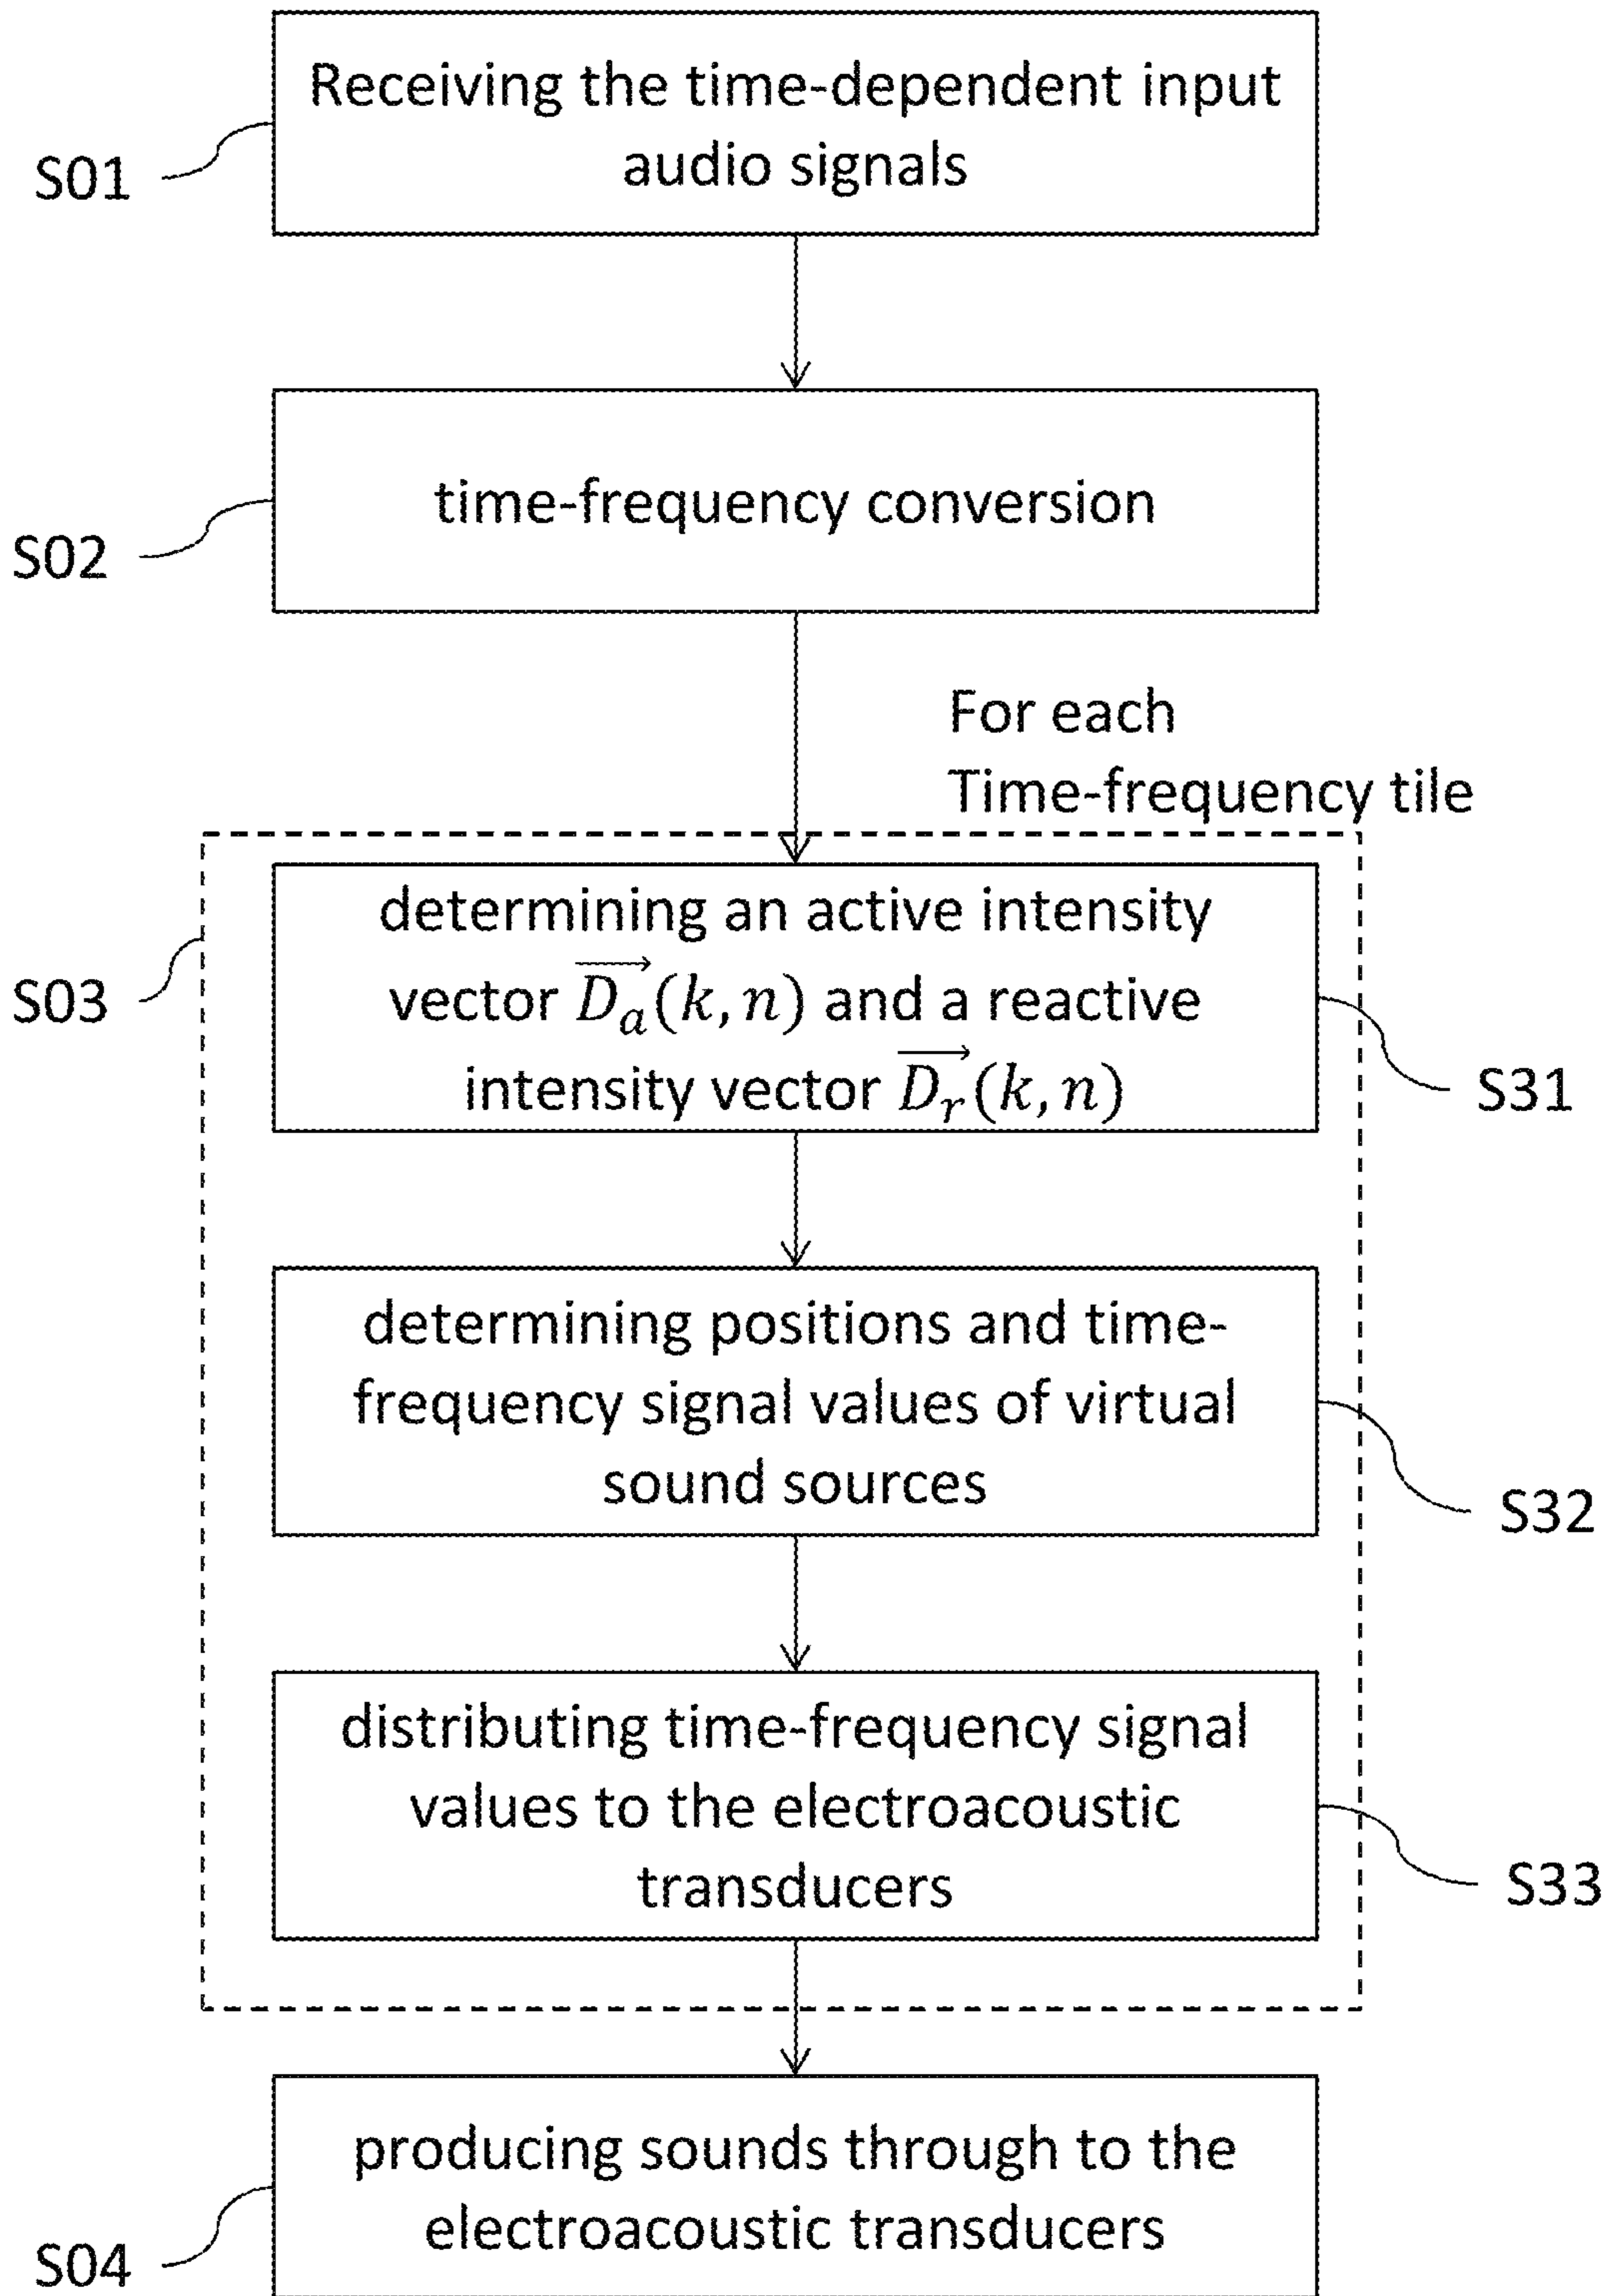 Receiving the time-dependent input
audio signals
S01
time-frequency conversion
S02
For each
Time-frequency tile
determining an active intensity
vector $\overrightarrow{D_a}(k, n)$ and a reactive
intensity vector $\overrightarrow{D_r}(k, n)$
S03
S31
determining positions and time-
frequency signal values of virtual
sound sources
S32
distributing time-frequency signal
values to the electroacoustic
transducers
S33
producing sounds through to the
electroacoustic transducers
S04